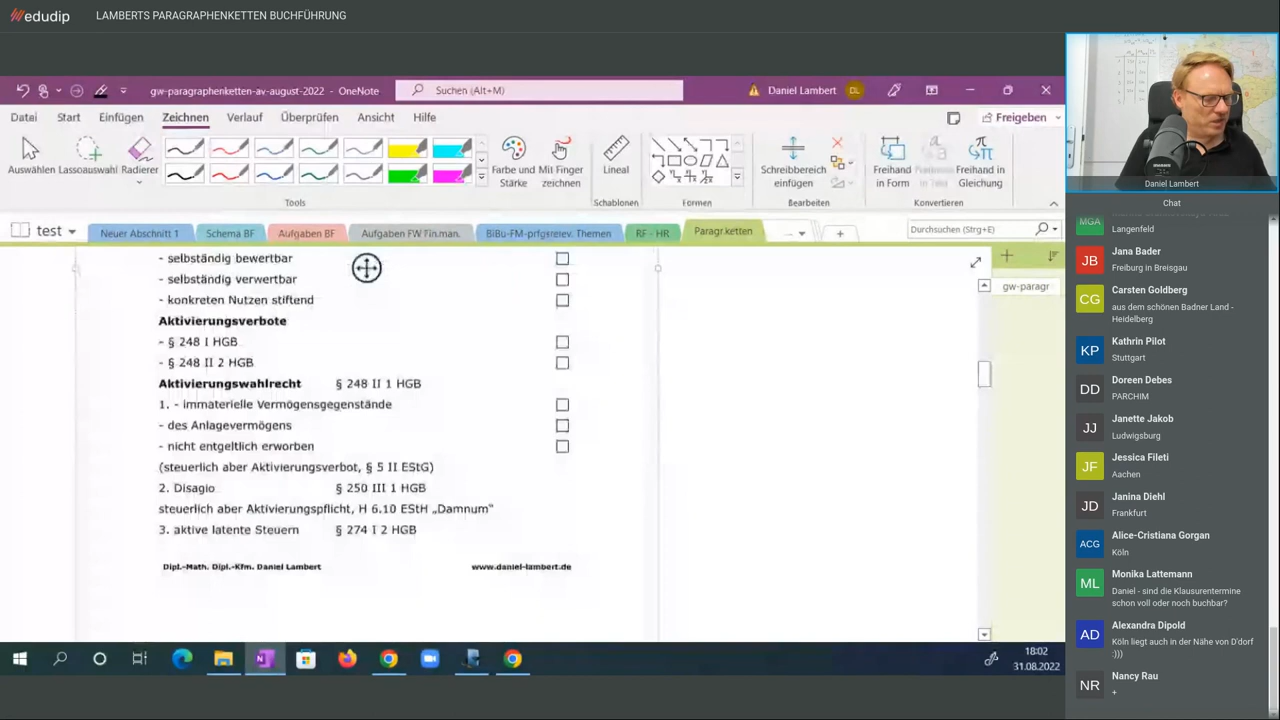 edudip
LAMBERTS PARAGRAPHENKETTEN BUCHFÜHRUNG
gw-paragraphenketten-av-august-2022 - OneNote
Suchen (Alt+M)
Daniel Lambert
DL
Datei
Start
Einfügen
Zeichnen
Verlauf
Überprüfen
Ansicht
Hilfe
Freigeben
Auswählen
Lassoauswahl
Radierer
Farbe und Stärke
Mit Finger zeichnen
Lineal
Schreibbereich einfügen
Freihand in Form
Freihand in Text
Freihand in Gleichung
Tools
Schablonen
Formen
Bearbeiten
Konvertieren
test
Neuer Abschnitt 1
Schema BF
Aufgaben BF
Aufgaben FW Fin.man.
BiBo-FM-prfgsrelev. Themen
RF - HR
Paragr.ketten
Durchsuchen (Strg+E)
gw-paragr
- selbständig bewertbar
- selbständig verwertbar
- konkreten Nutzen stiftend
Aktivierungsverbote
- § 248 I HGB
- § 248 II 2 HGB
Aktivierungswahlrecht § 248 II 1 HGB
1. - immaterielle Vermögensgegenstände
- des Anlagevermögens
- nicht entgeltlich erworben
(steuerlich aber Aktivierungsverbot, § 5 II EStG)
2. Disagio § 250 III 1 HGB
steuerlich aber Aktivierungspflicht, H 6.10 EStH „Damnum“
3. aktive latente Steuern § 274 I 2 HGB
Dipl.-Math. Dipl.-Kfm. Daniel Lambert
www.daniel-lambert.de
18:02
31.08.2022
Daniel Lambert
Chat
MGA
Langenfeld
JB
Jana Bader
Freiburg in Breisgau
CG
Carsten Goldberg
aus dem schönen Badner Land -
Heidelberg
KP
Kathrin Pilot
Stuttgart
DD
Doreen Debes
PARCHIM
JJ
Janette Jakob
Ludwigsburg
JF
Jessica Fileti
Aachen
JD
Janina Diehl
Frankfurt
ACG
Alice-Cristiana Gorgan
Köln
ML
Monika Lattemann
Daniel - sind die Klausurentermine
schon voll oder noch buchbar?
AD
Alexandra Dipold
Köln liegt auch in der Nähe von D'dorf
:)))
NR
Nancy Rau
+